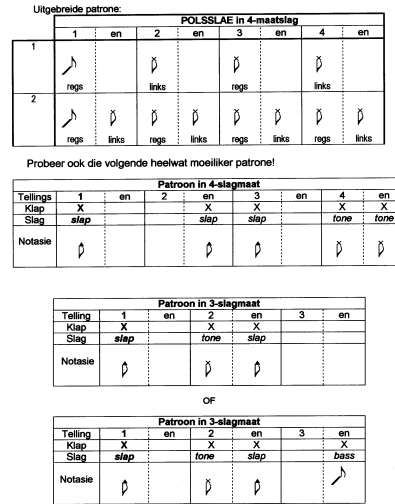 Uitgebreide patrone:
POLSSLAE in 4-maatslag
1 en 2 en 3 en 4 en
1
regs links regs links
2
regs links regs links regs links regs links
Probeer ook die volgende heelwat moeiliker patrone!
Patroon in 4-slagmaat
Tellings 1 en 2 en 3 en 4 en
Klap X X X X X
Slag slap slap slap tone tone
Notasie
Patroon in 3-slagmaat
Telling 1 en 2 en 3 en
Klap X X X
Slag slap tone slap
Notasie
OF
Patroon in 3-slagmaat
Telling 1 en 2 en 3 en
Klap X X X X
Slag slap tone slap bass
Notasie